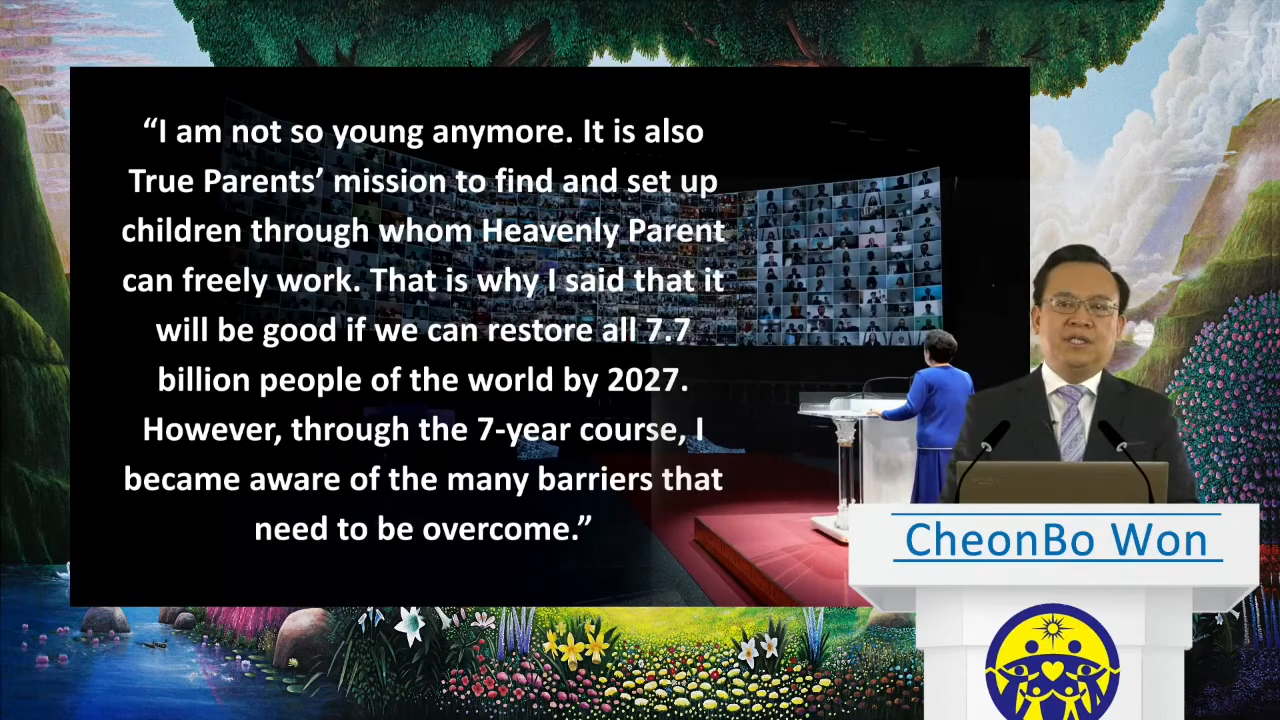 “I am not so young anymore. It is also
True Parents’ mission to find and set up
children through whom Heavenly Parent
can freely work. That is why I said that it
will be good if we can restore all 7.7
billion people of the world by 2027.
However, through the 7-year course, I
became aware of the many barriers that
need to be overcome.”
CheonBo Won